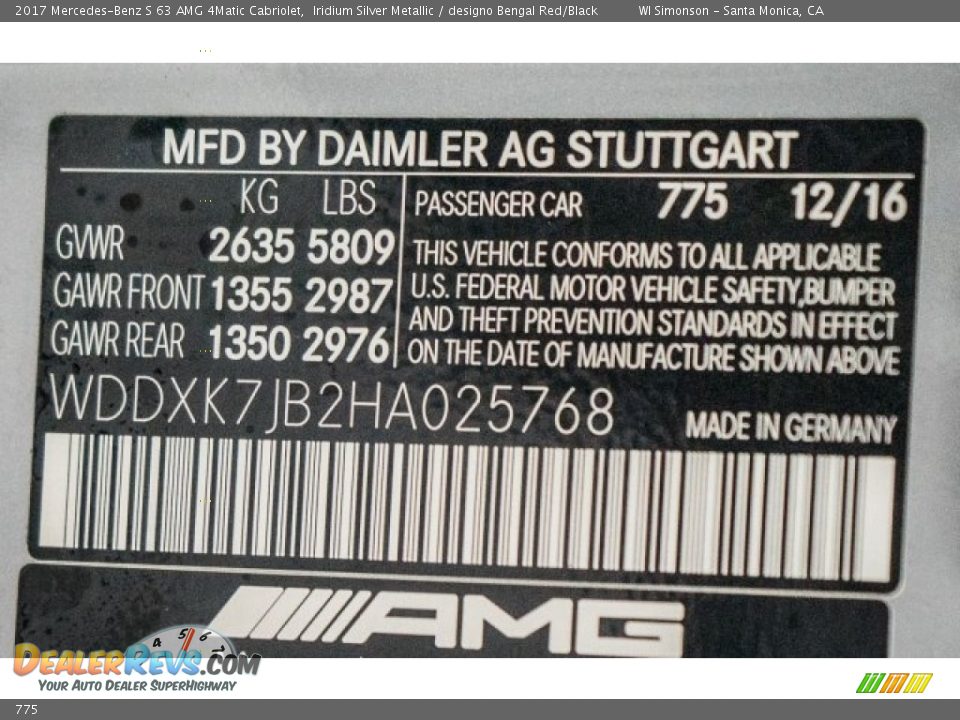 2017 Mercedes-Benz S 63 AMG 4Matic Cabriolet, Iridium Silver Metallic / designo Bengal Red/Black WI Simonson - Santa Monica, CA
MFD BY DAIMLER AG STUTTGART
KG LBS
GVWR 2635 5809
GAWR FRONT 1355 2987
GAWR REAR 1350 2976
PASSENGER CAR 775 12/16
THIS VEHICLE CONFORMS TO ALL APPLICABLE
U.S. FEDERAL MOTOR VEHICLE SAFETY,BUMPER
AND THEFT PREVENTION STANDARDS IN EFFECT
ON THE DATE OF MANUFACTURE SHOWN ABOVE
WDDXK7JB2HA025768
MADE IN GERMANY
AMG
4 5 6
DEALERREVS.COM
YOUR AUTO DEALER SUPERHIGHWAY
775